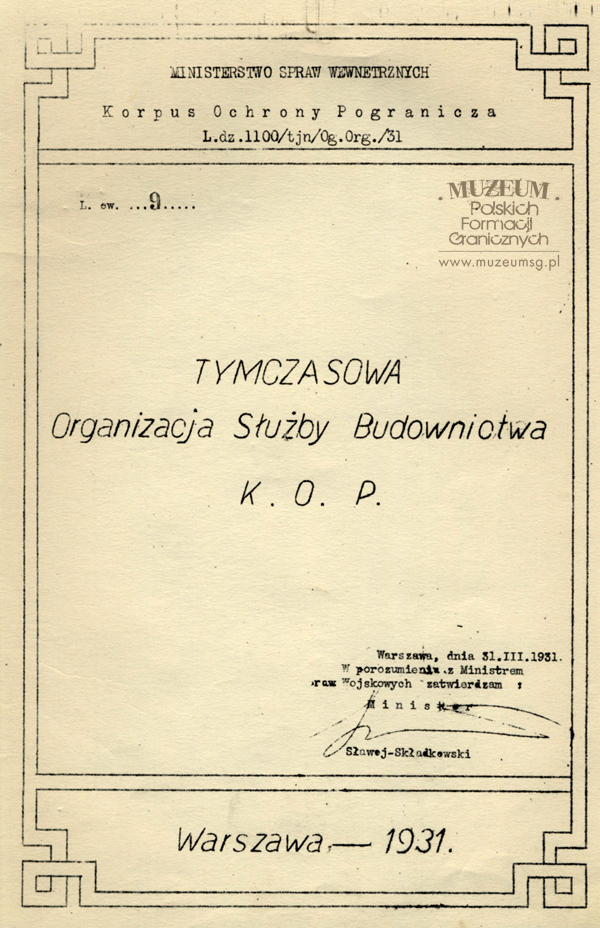 MINISTERSTWO SPRAW WEWNETRZNYCH
Korpus Ochrony Pogranicza
L.dz.1100/tjn/Og.Org./31
L. ew. ...9.....
MUZEUM
Polskich
Formacji
Granicznych
www.muzeumsg.pl
TYMCZASOWA
Organizacja Służby Budownictwa
K. O. P.
Warszawa, dnia 31.III.1931.
W porozumieniu z Ministrem
raw Wojskowych zatwierdzam :
Minister
Sławoj-Składkowski
Warszawa — 1931.